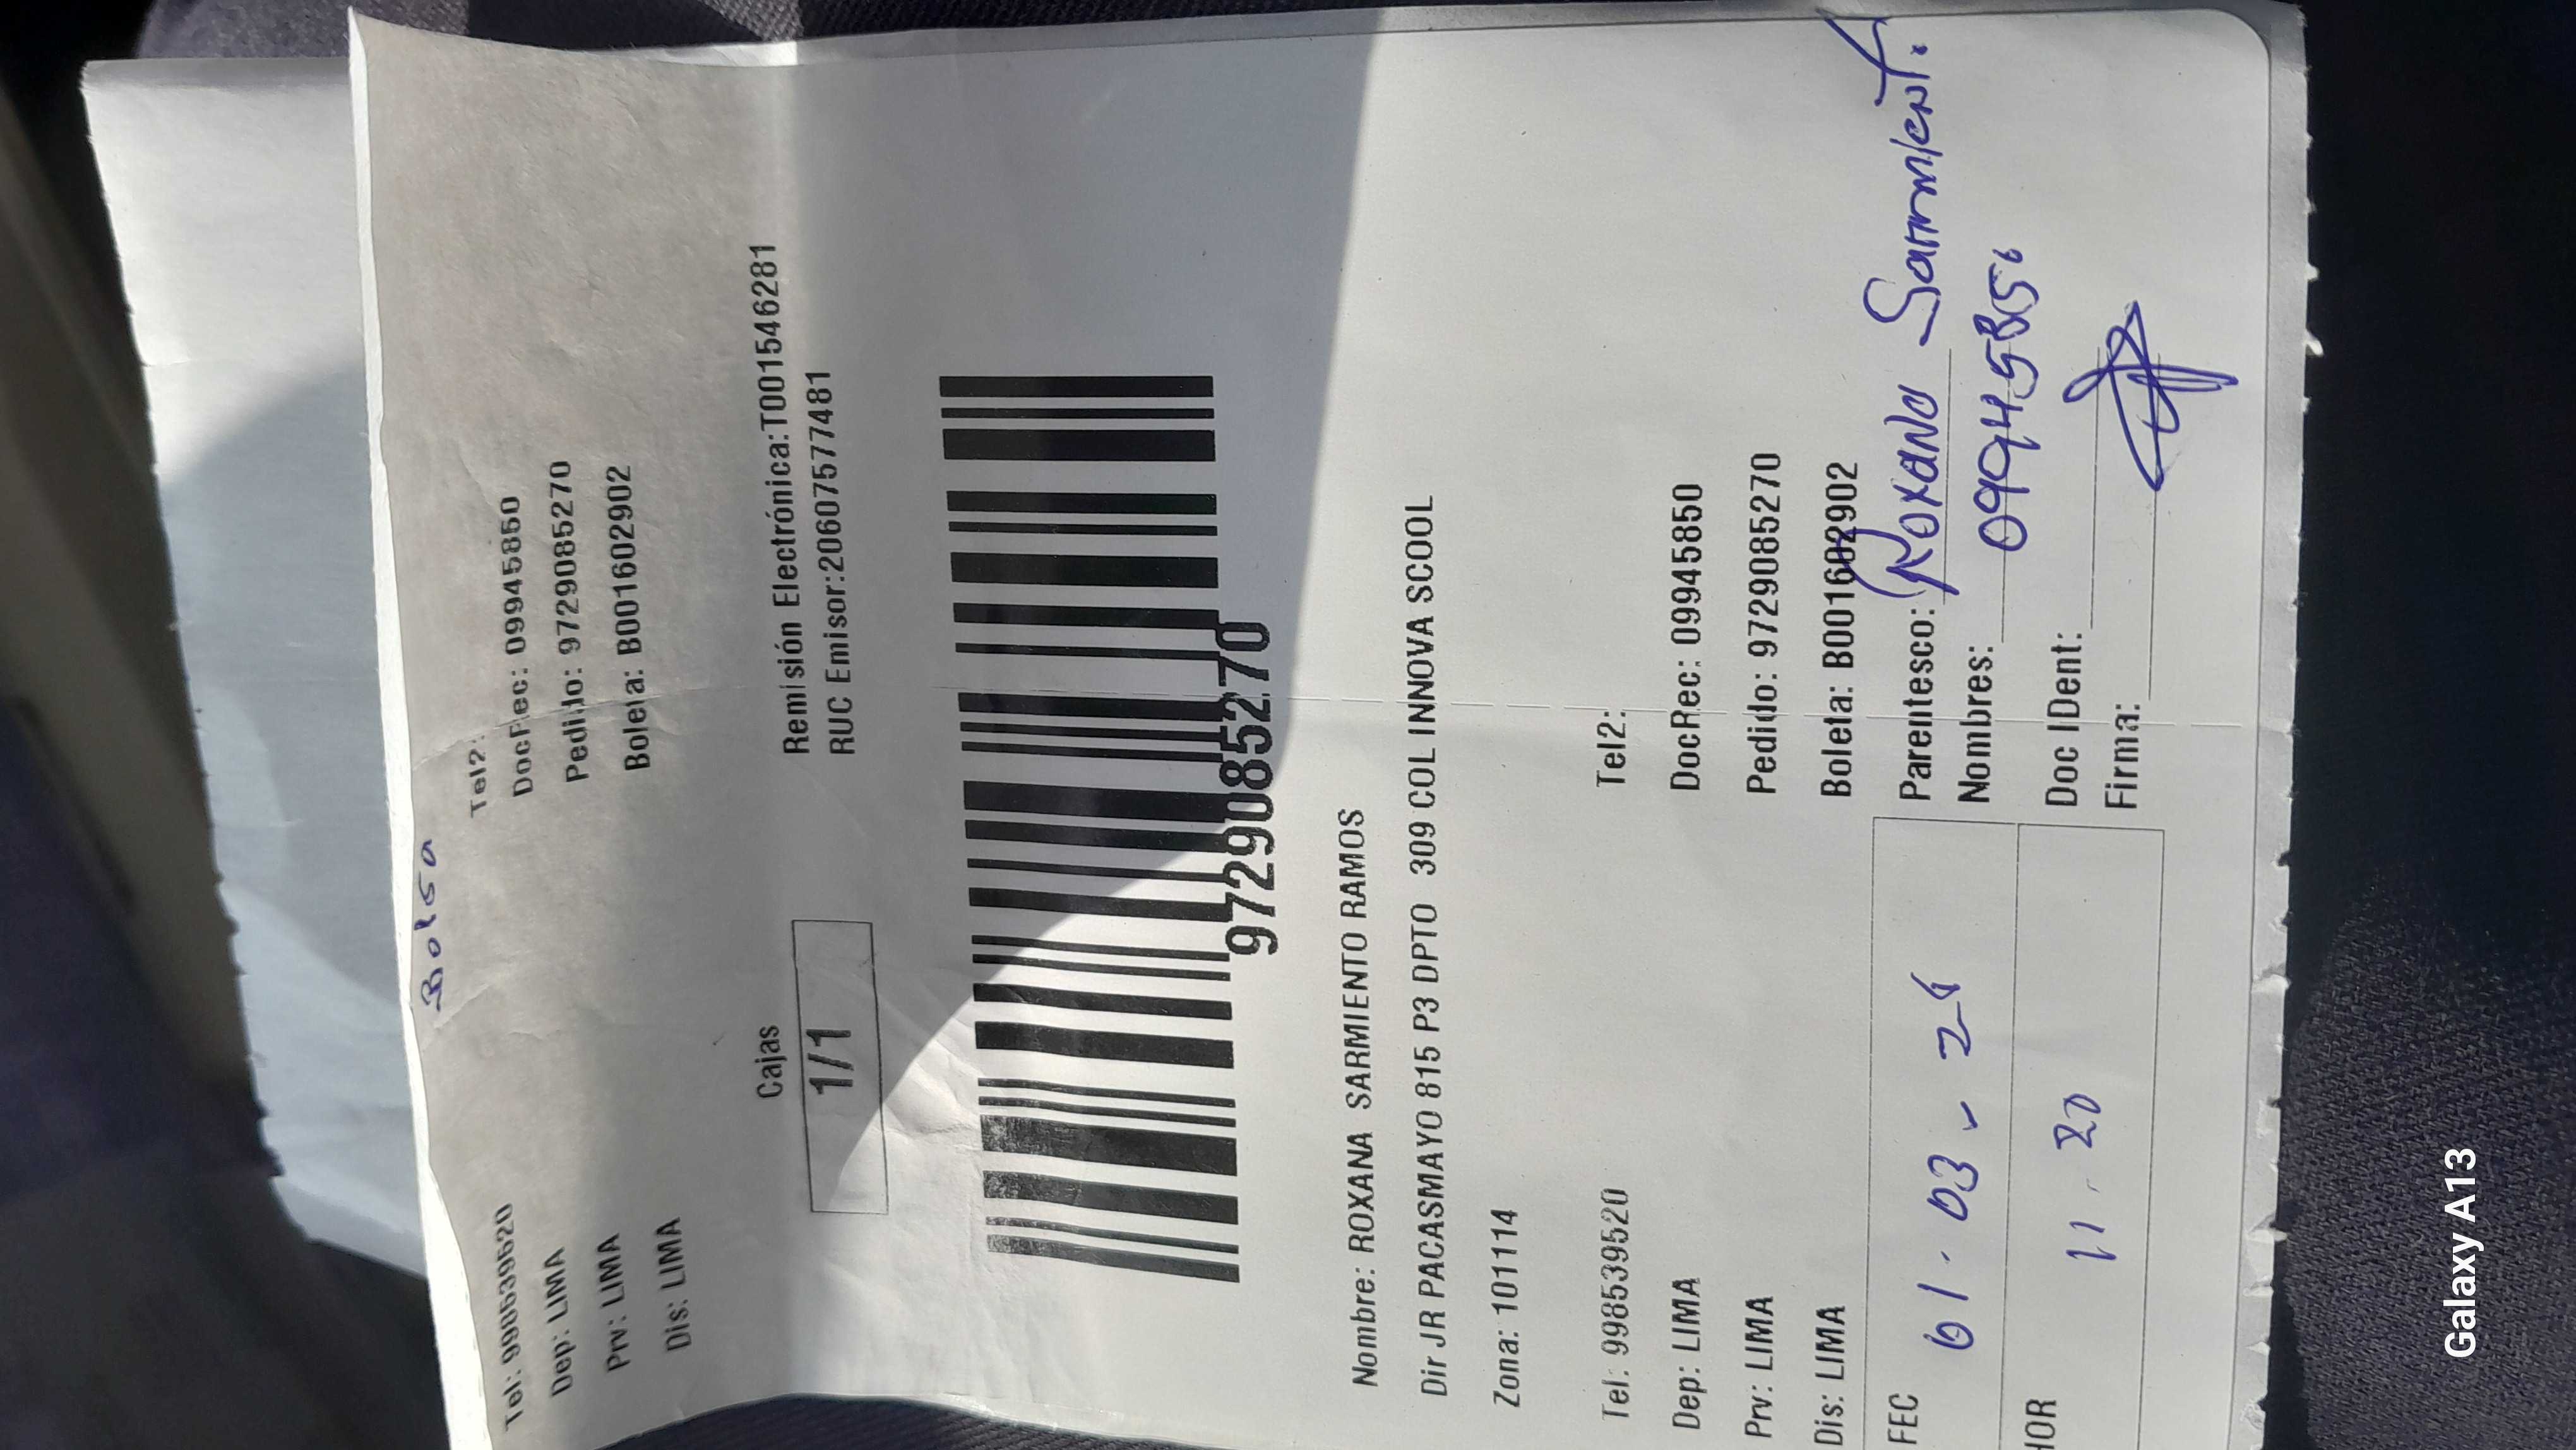 Bolsa
Tel: 998539520 Tel2:
Dep: LIMA DocRec: 09945850
Prv: LIMA Pedido: 9729085270
Dis: LIMA Boleta: B001602902
Cajas Remisión Electrónica:T001546281
1/1 RUC Emisor:20607577481
9729085270
Nombre: ROXANA SARMIENTO RAMOS
Dir JR PACASMAYO 815 P3 DPTO 309 COL INNOVA SCOOL
Zona: 101114
Tel: 998539520 Tel2:
Dep: LIMA DocRec: 09945850
Prv: LIMA Pedido: 9729085270
Dis: LIMA Boleta: B001602902
FEC 01.03-26 Parentesco: Roxana Sarmiento.
Nombres: 09945850
HOR 11.20 Doc IDent:
Firma:
Galaxy A13